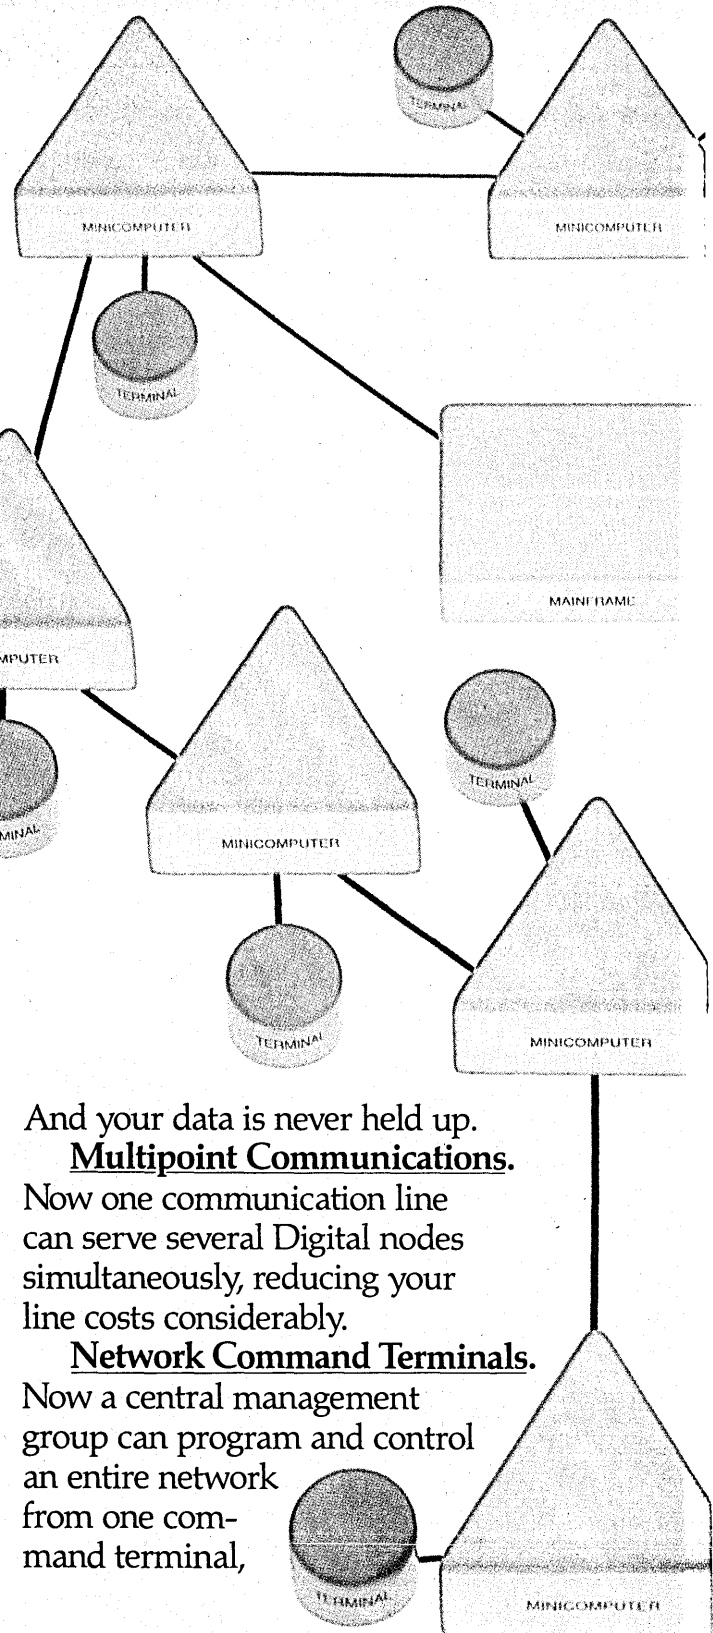 TERMINAL
MINICOMPUTER
MINICOMPUTER
TERMINAL
MAINFRAME
MPUTER
TERMINAL
MINAL
MINICOMPUTER
TERMINAL
MINICOMPUTER
And your data is never held up.
Multipoint Communications.
Now one communication line
can serve several Digital nodes
simultaneously, reducing your
line costs considerably.
Network Command Terminals.
Now a central management
group can program and control
an entire network
from one com-
mand terminal,
TERMINAL
MINICOMPUTER